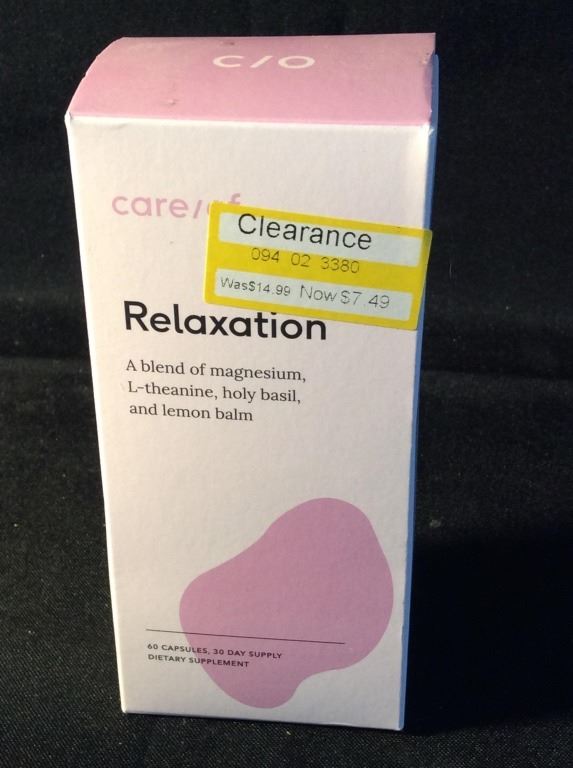 C/O
care/of
Clearance
094 02 3380
Was$14.99 Now $7.49
Relaxation
A blend of magnesium,
L-theanine, holy basil,
and lemon balm
60 CAPSULES, 30 DAY SUPPLY
DIETARY SUPPLEMENT